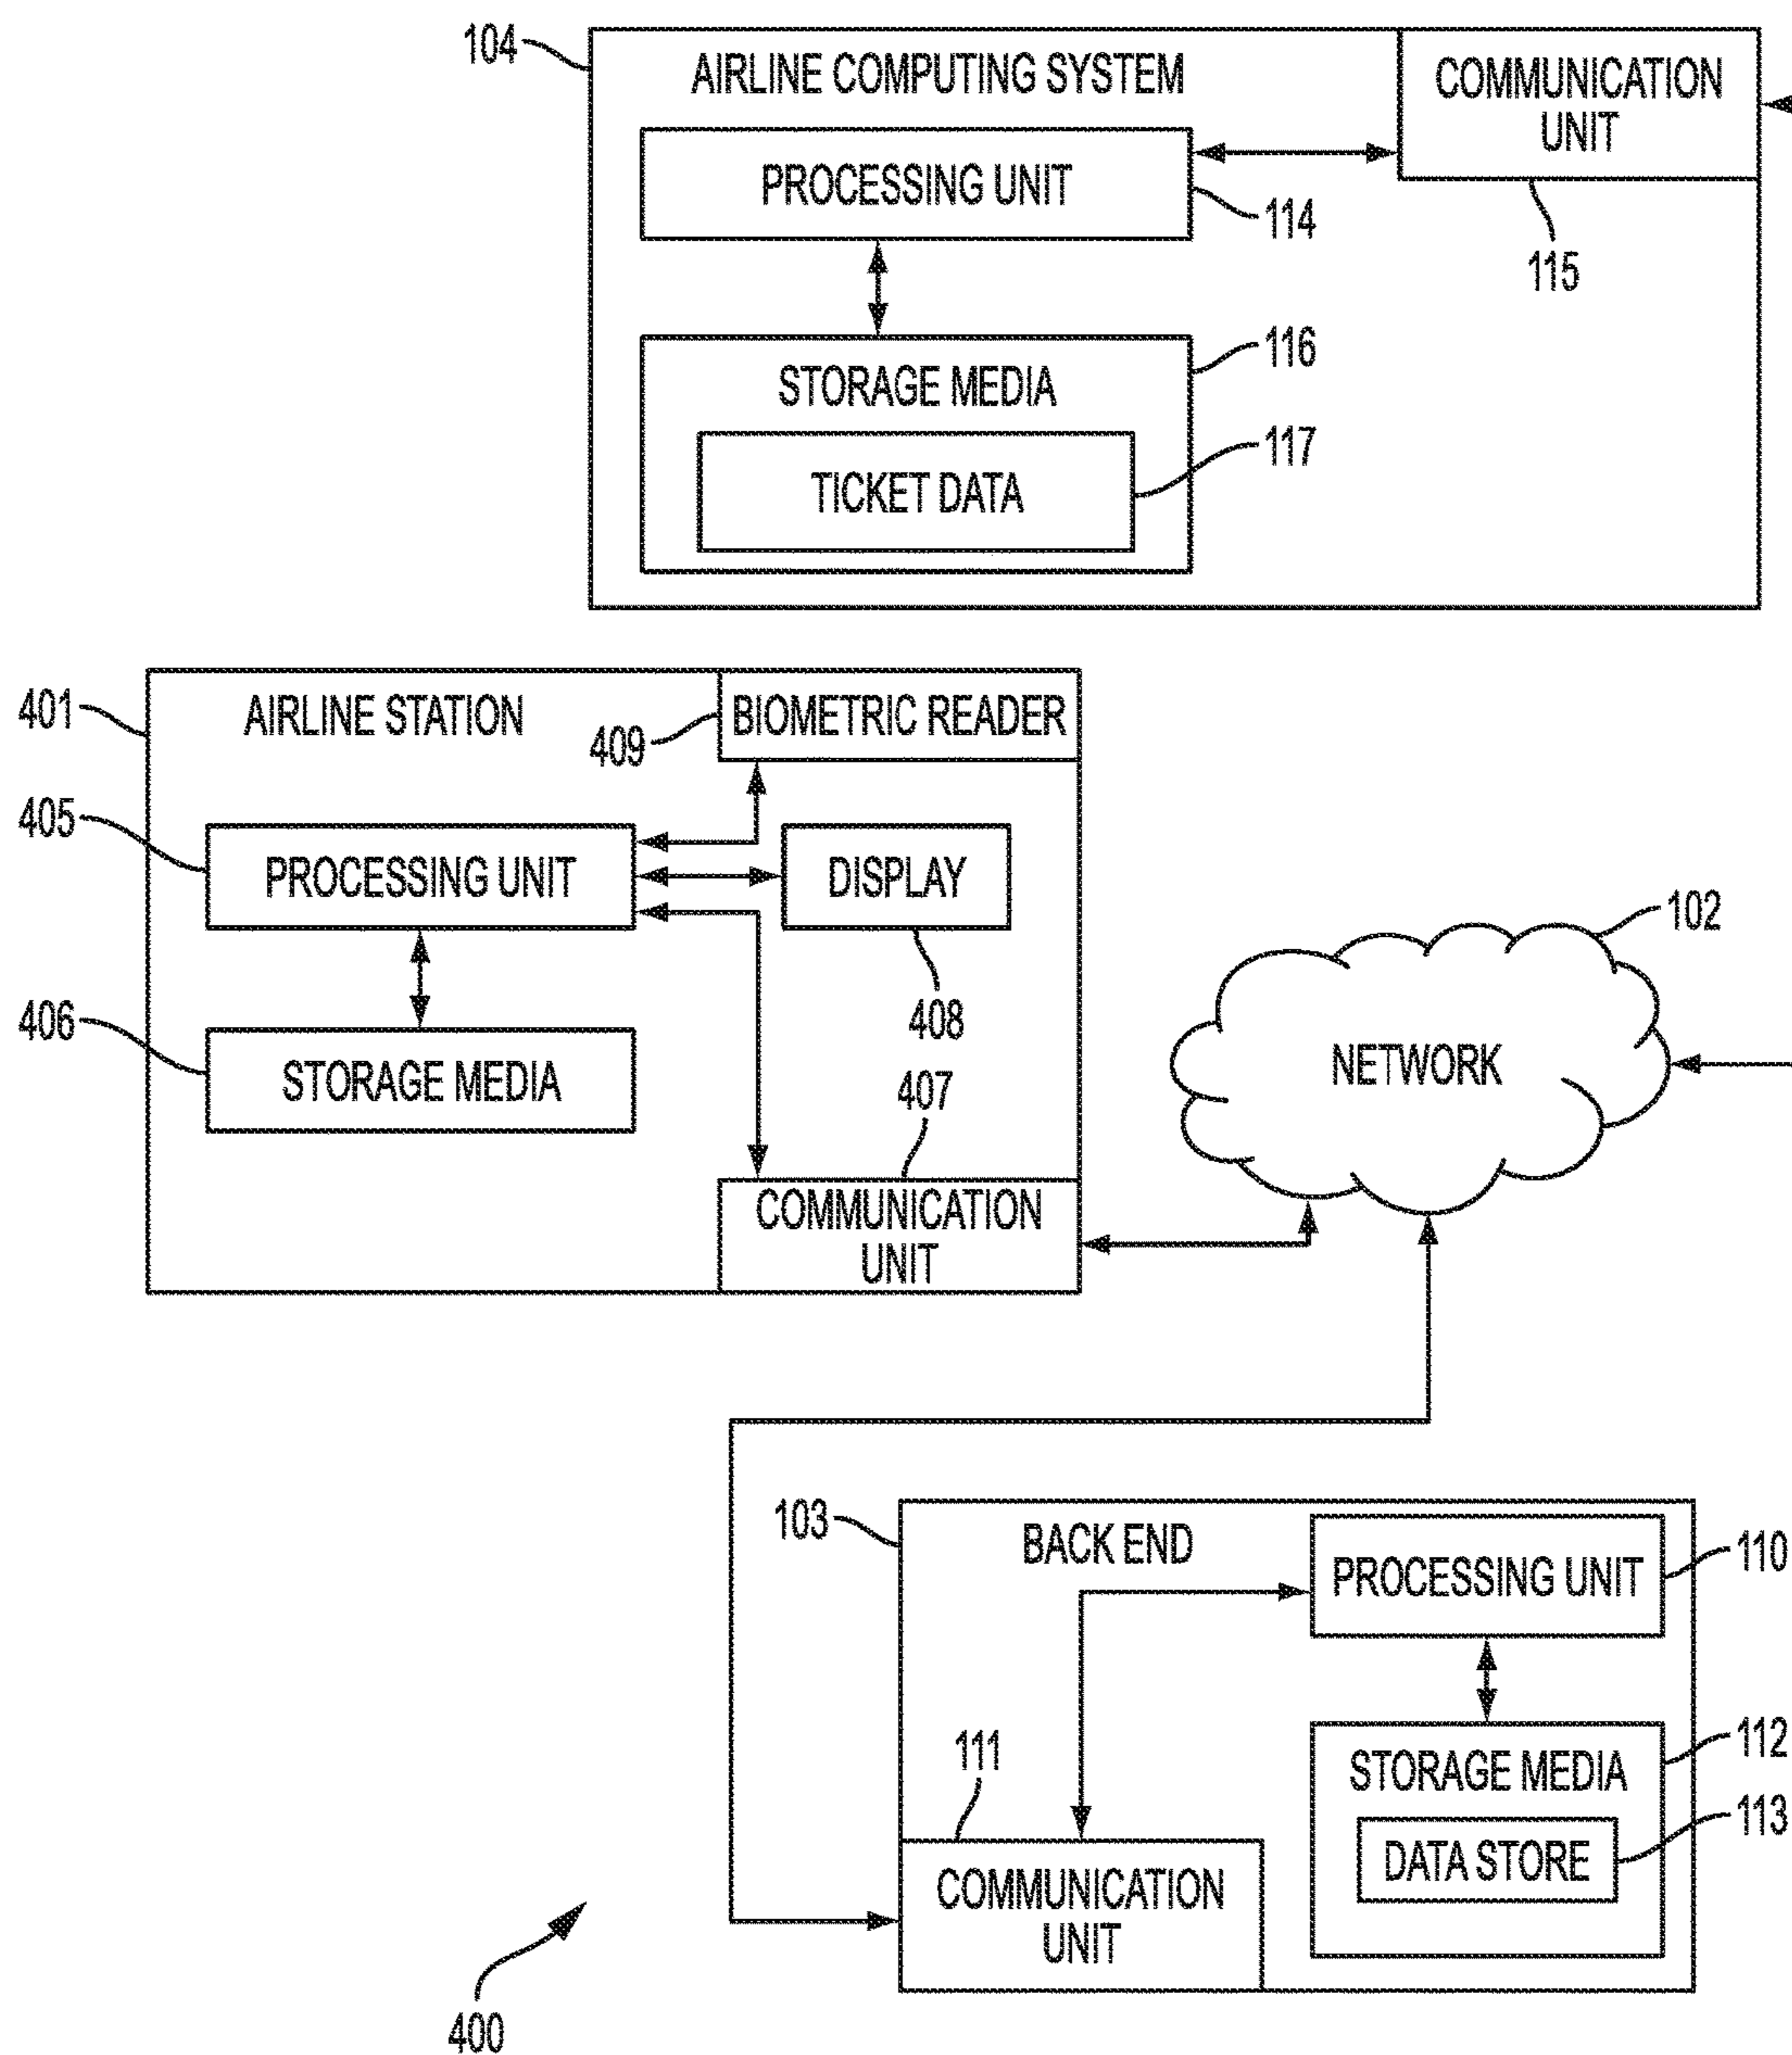 104
AIRLINE COMPUTING SYSTEM
COMMUNICATION
UNIT
PROCESSING UNIT
114
115
116
STORAGE MEDIA
117
TICKET DATA
401
AIRLINE STATION
BIOMETRIC READER
409
405
PROCESSING UNIT
DISPLAY
102
408
406
STORAGE MEDIA
NETWORK
407
COMMUNICATION
UNIT
103
BACK END
PROCESSING UNIT
110
111
112
STORAGE MEDIA
113
DATA STORE
COMMUNICATION
UNIT
400